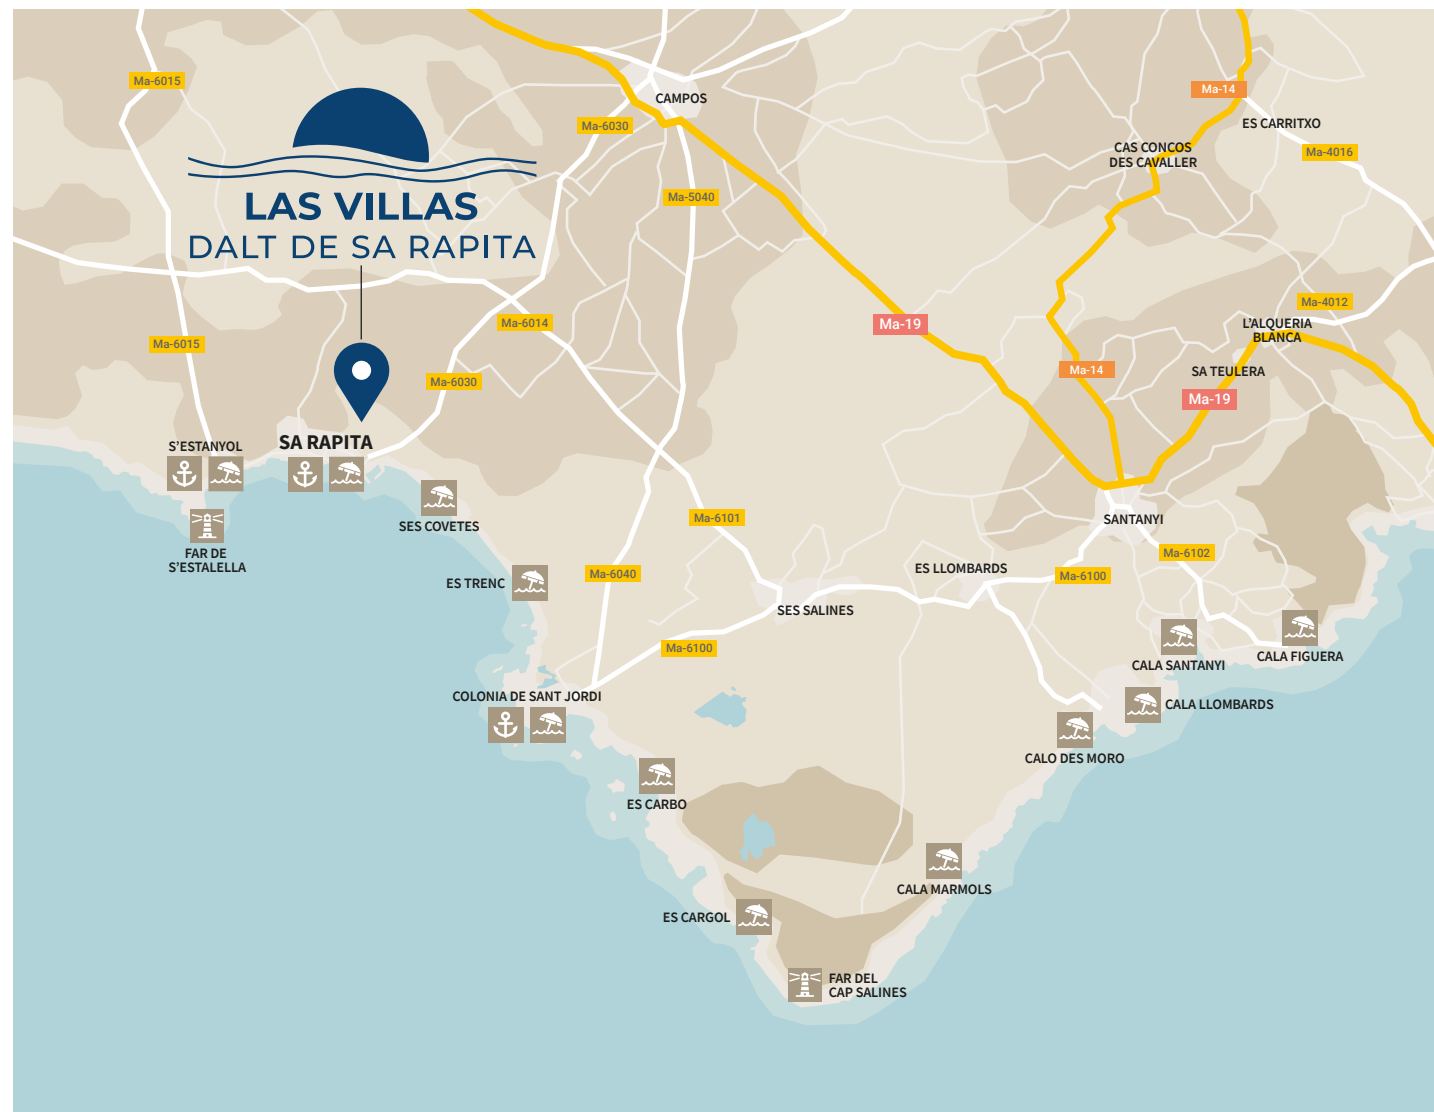 Ma-6015
CAMPOS
Ma-14
ES CARRITXO
Ma-6030
CAS CONCOS
DES CAVALLER
Ma-4016
LAS VILLAS
DALT DE SA RAPITA
Ma-5040
Ma-19
Ma-6014
Ma-4012
L'ALQUERIA
BLANCA
Ma-6015
Ma-6030
Ma-14
SA TEULERA
Ma-19
S'ESTANYOL
SA RAPITA
SES COVETES
Ma-6101
SANTANYI
FAR DE
S'ESTALELLA
ES TRENC
Ma-6040
ES LLOMBARDS
Ma-6100
Ma-6102
SES SALINES
Ma-6100
CALA SANTANYI
CALA FIGUERA
COLONIA DE SANT JORDI
CALA LLOMBARDS
CALO DES MORO
ES CARBO
CALA MARMOLS
ES CARGOL
FAR DEL
CAP SALINES